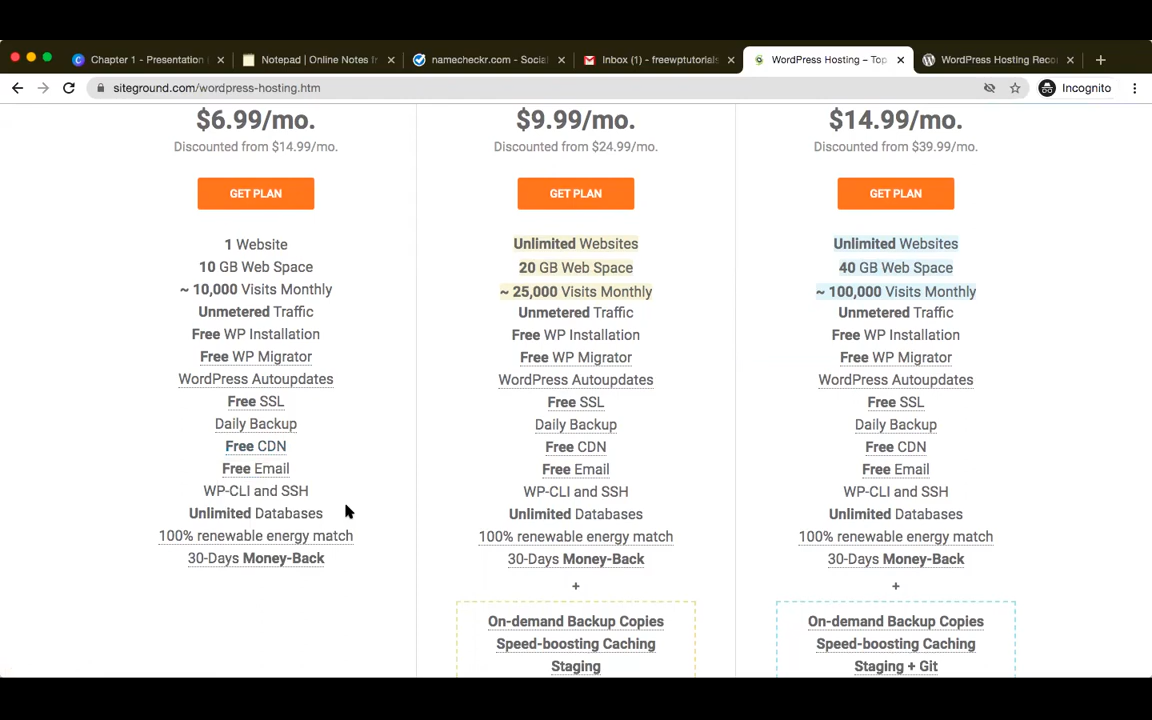 Chapter 1 - Presentation
Notepad | Online Notes
namecheckr.com - Social
Inbox (1) - freewptutorials
WordPress Hosting – Top
WordPress Hosting Reco
siteground.com/wordpress-hosting.htm
Incognito
$6.99/mo.
Discounted from $14.99/mo.
GET PLAN
1 Website
10 GB Web Space
~ 10,000 Visits Monthly
Unmetered Traffic
Free WP Installation
Free WP Migrator
WordPress Autoupdates
Free SSL
Daily Backup
Free CDN
Free Email
WP-CLI and SSH
Unlimited Databases
100% renewable energy match
30-Days Money-Back
$9.99/mo.
Discounted from $24.99/mo.
GET PLAN
Unlimited Websites
20 GB Web Space
~ 25,000 Visits Monthly
Unmetered Traffic
Free WP Installation
Free WP Migrator
WordPress Autoupdates
Free SSL
Daily Backup
Free CDN
Free Email
WP-CLI and SSH
Unlimited Databases
100% renewable energy match
30-Days Money-Back
+
On-demand Backup Copies
Speed-boosting Caching
Staging
$14.99/mo.
Discounted from $39.99/mo.
GET PLAN
Unlimited Websites
40 GB Web Space
~ 100,000 Visits Monthly
Unmetered Traffic
Free WP Installation
Free WP Migrator
WordPress Autoupdates
Free SSL
Daily Backup
Free CDN
Free Email
WP-CLI and SSH
Unlimited Databases
100% renewable energy match
30-Days Money-Back
+
On-demand Backup Copies
Speed-boosting Caching
Staging + Git